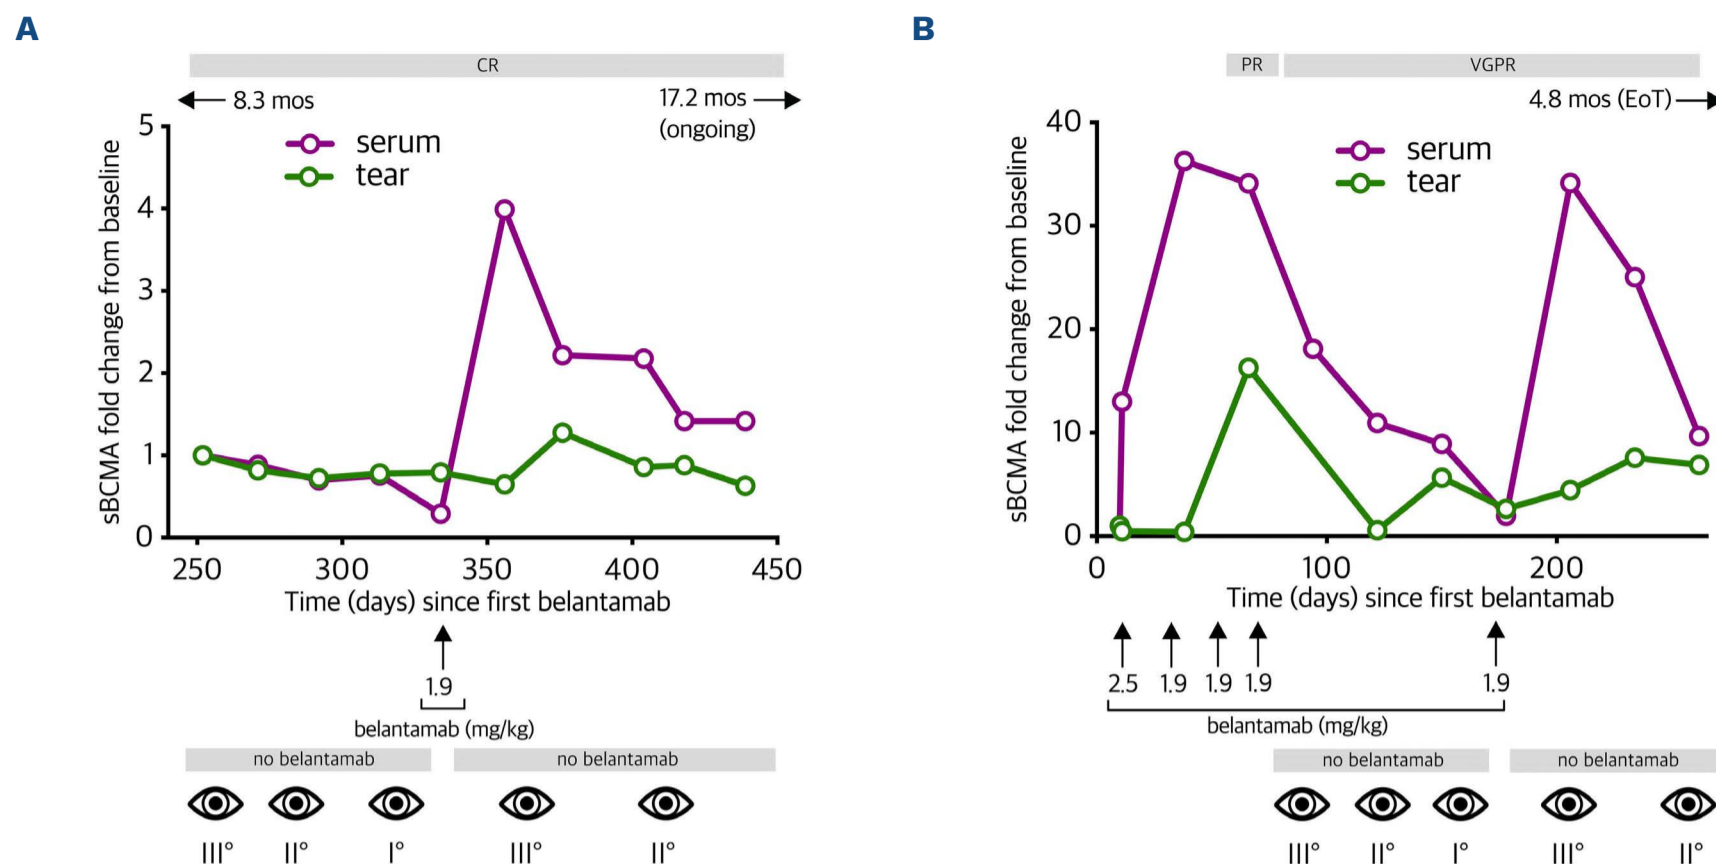 A
CR
8.3 mos
17.2 mos
(ongoing)
serum
tear
sBCMA fold change from baseline
5
4
3
2
1
0
250 300 350 400 450
Time (days) since first belantamab
1.9
belantamab (mg/kg)
no belantamab no belantamab
III° II° I° III° II°
B
PR VGPR
4.8 mos (EoT)
serum
tear
sBCMA fold change from baseline
40
30
20
10
0
0 100 200
Time (days) since first belantamab
2.5 1.9 1.9 1.9 1.9
belantamab (mg/kg)
no belantamab no belantamab
III° II° I° III° II°